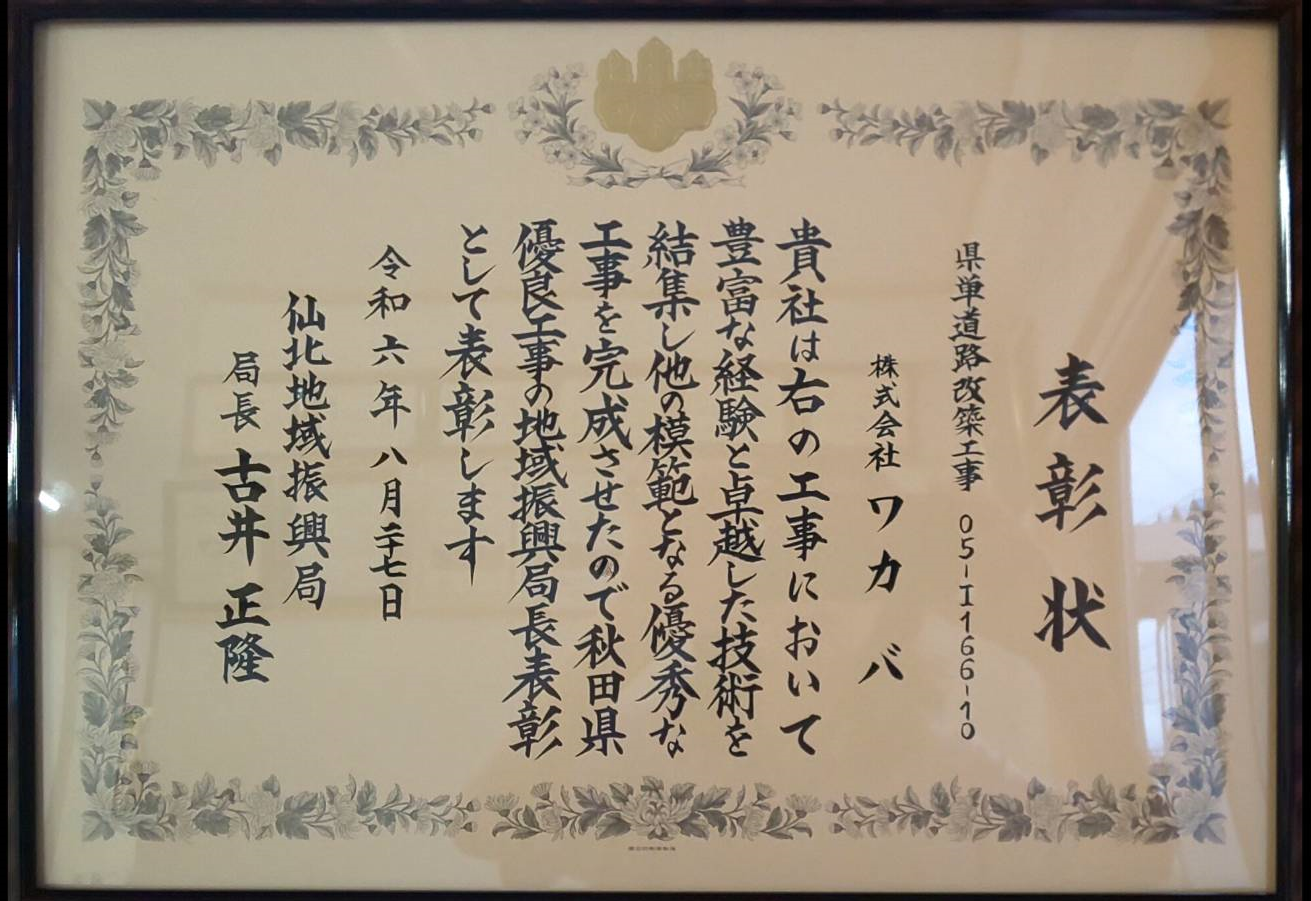 表彰状
県単道路改築工事 05-I166-10
株式会社 ワカバ
貴社は右の工事において
豊富な経験と卓越した技術を
結集し他の模範となる優秀な
工事を完成させたので秋田県
優良工事の地域振興局長表彰
として表彰します
令和六年八月二十七日
仙北地域振興局
局長 古井正隆